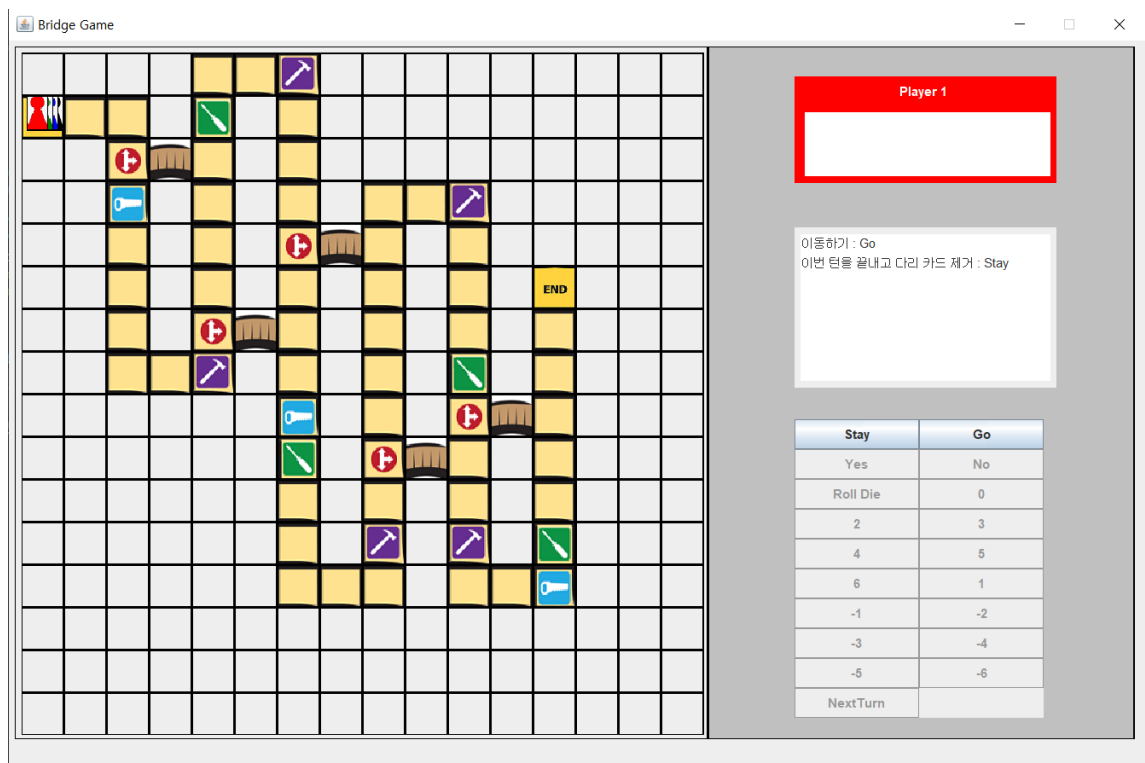 Bridge Game
Player 1
이동하기 : Go
이번 턴을 끝내고 다리 카드 제거 : Stay
END
Stay Go
Yes No
Roll Die 0
2 3
4 5
6 1
-1 -2
-3 -4
-5 -6
NextTurn